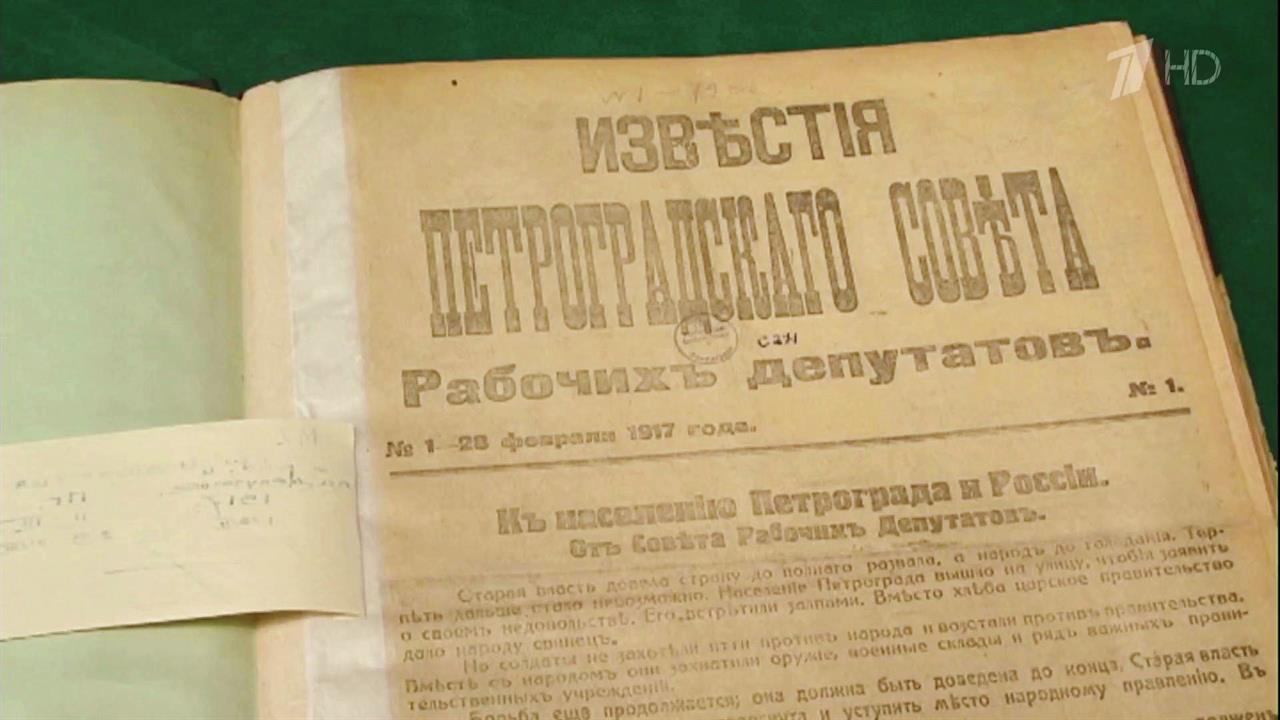 1 HD
ИЗВѢСТІЯ
ПЕТРОГРАДСКАГО СОВѢТА
Рабочихъ депутатовъ.
№ 1.
№ 1—28 февраля 1917 года.
Къ населенію Петрограда и Россіи.
Отъ Совѣта Рабочихъ Депутатовъ.
Старая власть довела страну до полнаго развала, а народъ до голоданія. Тер-
пѣть дальше стало невозможно. Населеніе Петрограда вышло на улицу, чтобы заявить
о своемъ недовольствѣ. Его встрѣтили залпами. Вмѣсто хлѣба царское правительство
дало народу свинецъ.
Но солдаты не захотѣли итти противъ народа и возстали противъ правительства.
Вмѣстѣ съ народомъ они захватили оружіе, военные склады и рядъ важныхъ прави-
тельственныхъ учрежденій.
Борьба еще продолжается; она должна быть доведена до конца. Старая власть
и уступить мѣсто народному правленію. Въ